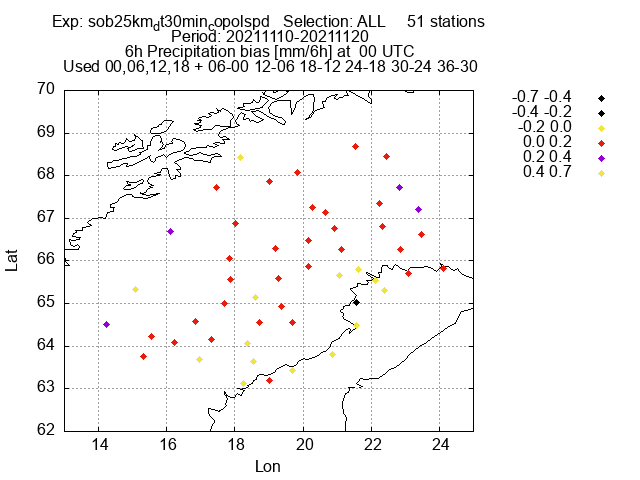 Exp: sob25km_dt30min_copolspd   Selection: ALL     51 stations
Period: 20211110-20211120
6h Precipitation bias [mm/6h] at  00 UTC
Used 00,06,12,18 + 06-00 12-06 18-12 24-18 30-24 36-30
-0.7 -0.4
-0.4 -0.2
-0.2 0.0
0.0 0.2
0.2 0.4
0.4 0.7
70
69
68
67
66
65
64
63
62
Lat
14 16 18 20 22 24
Lon